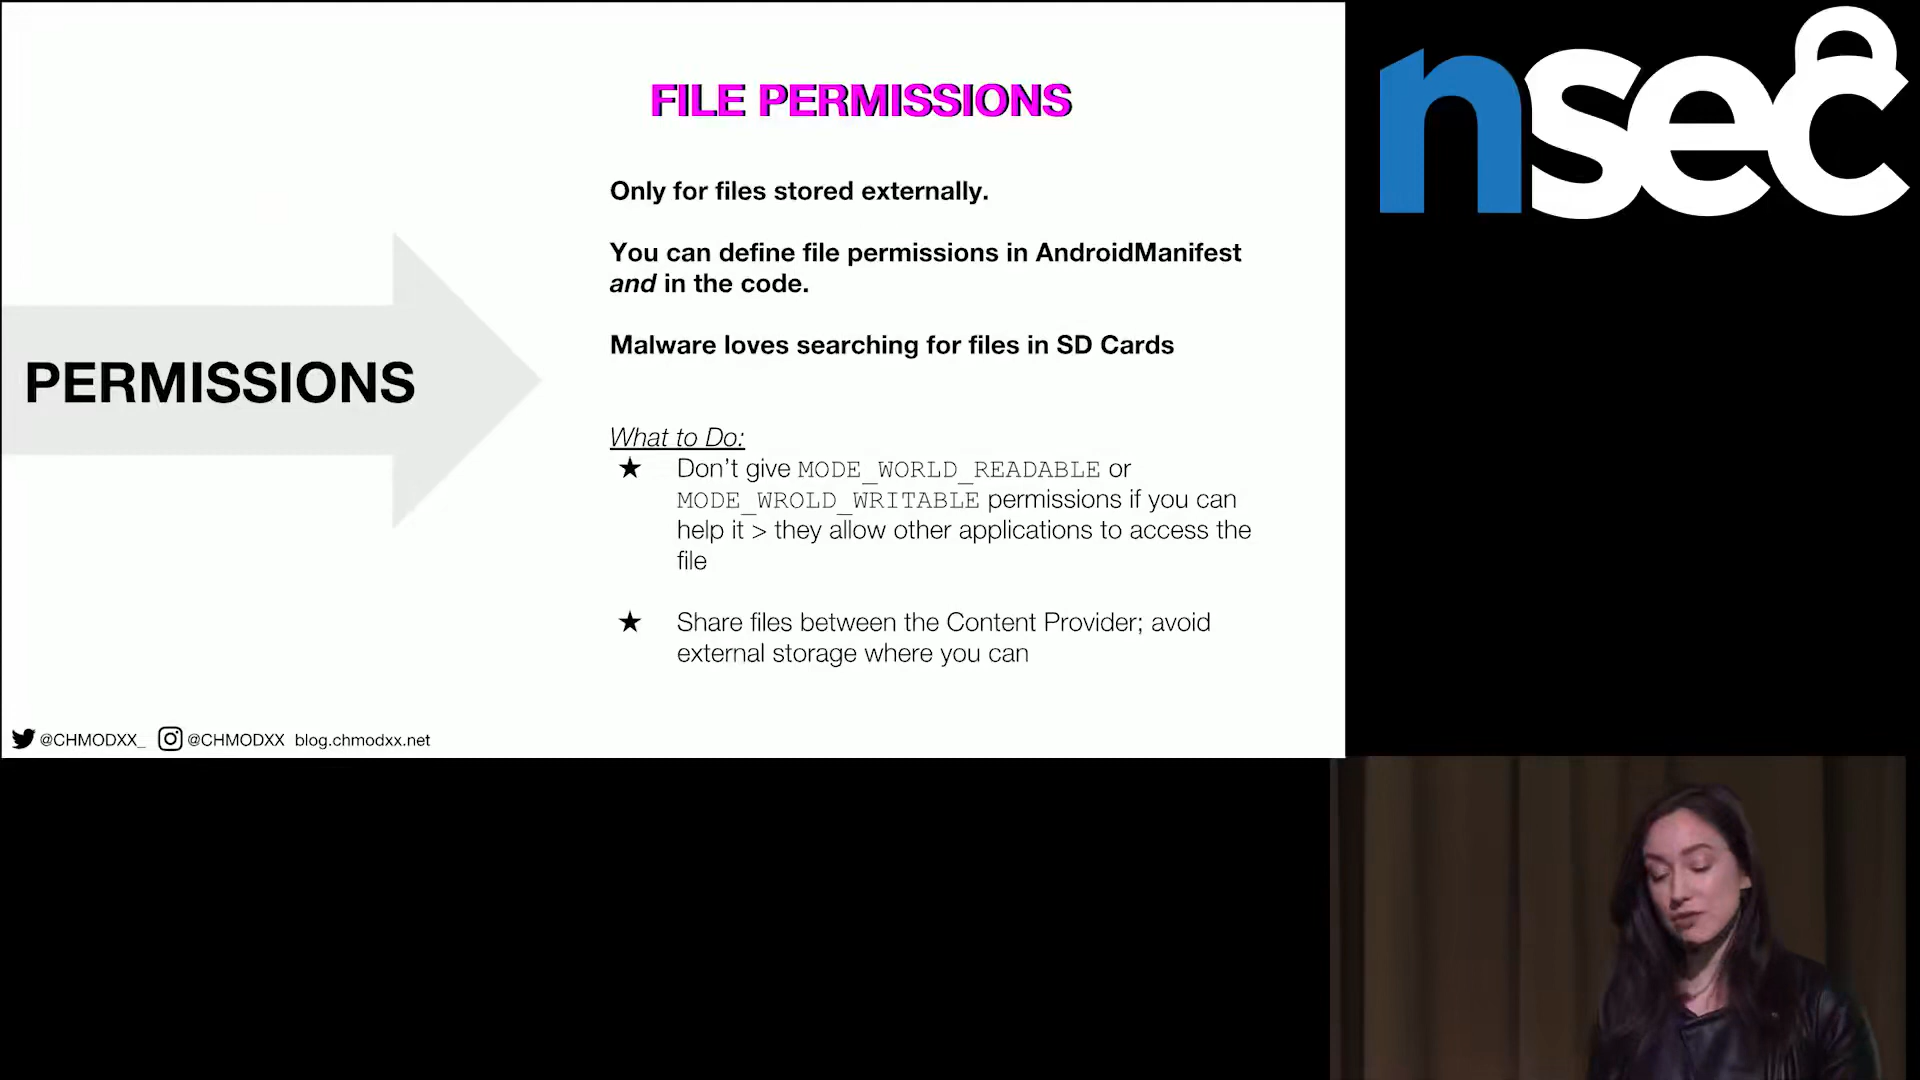 FILE PERMISSIONS
Only for files stored externally.
You can define file permissions in AndroidManifest
and in the code.
Malware loves searching for files in SD Cards
PERMISSIONS
What to Do:
★ Don't give MODE_WORLD_READABLE or
MODE_WROLD_WRITABLE permissions if you can
help it > they allow other applications to access the
file
★ Share files between the Content Provider; avoid
external storage where you can
@CHMODXX_ @CHMODXX blog.chmodxx.net
nsec